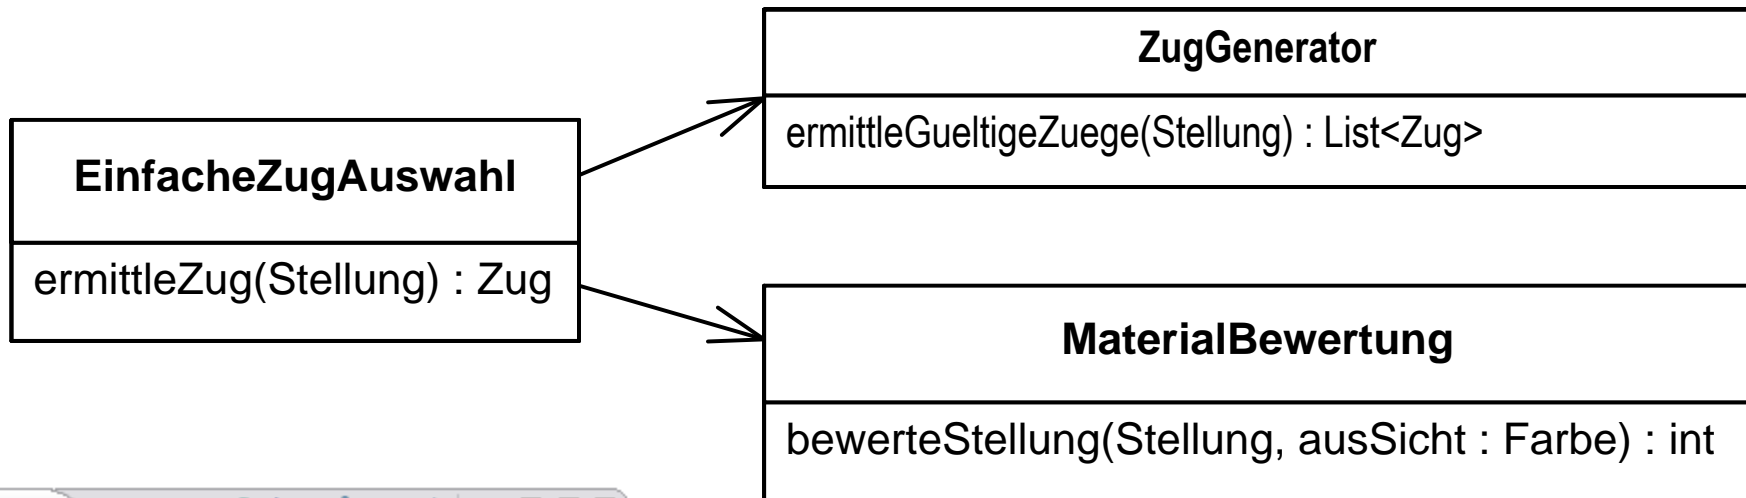 ZugGenerator
ermittleGueltigeZuege(Stellung) : List<Zug>
EinfacheZugAuswahl
ermittleZug(Stellung) : Zug
MaterialBewertung
bewerteStellung(Stellung, ausSicht : Farbe) : int